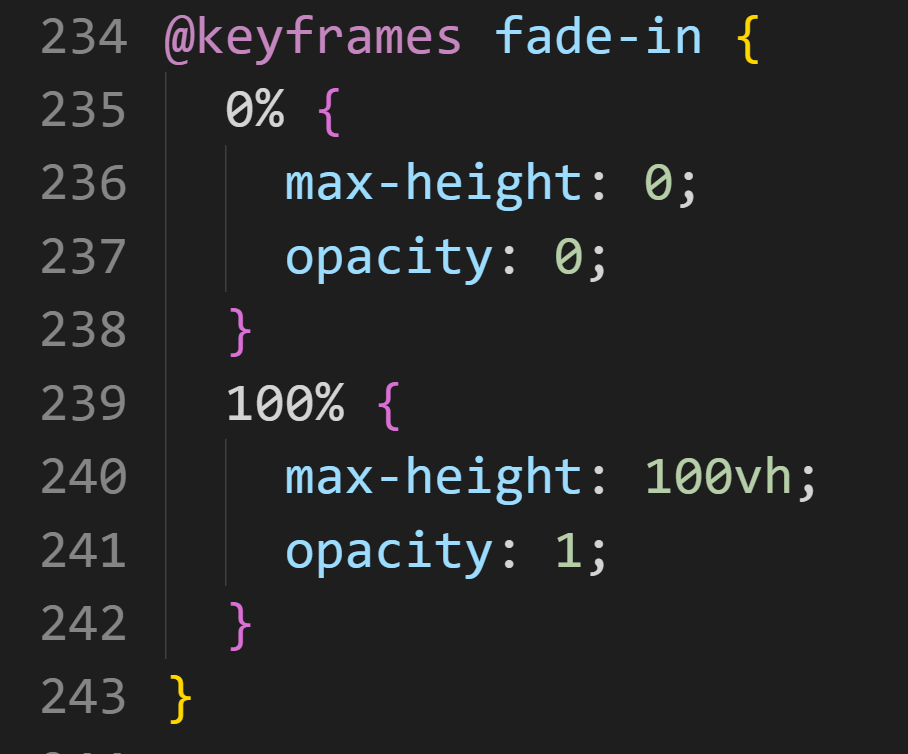 234 @keyframes fade-in {
235   0% {
236     max-height: 0;
237     opacity: 0;
238   }
239   100% {
240     max-height: 100vh;
241     opacity: 1;
242   }
243 }